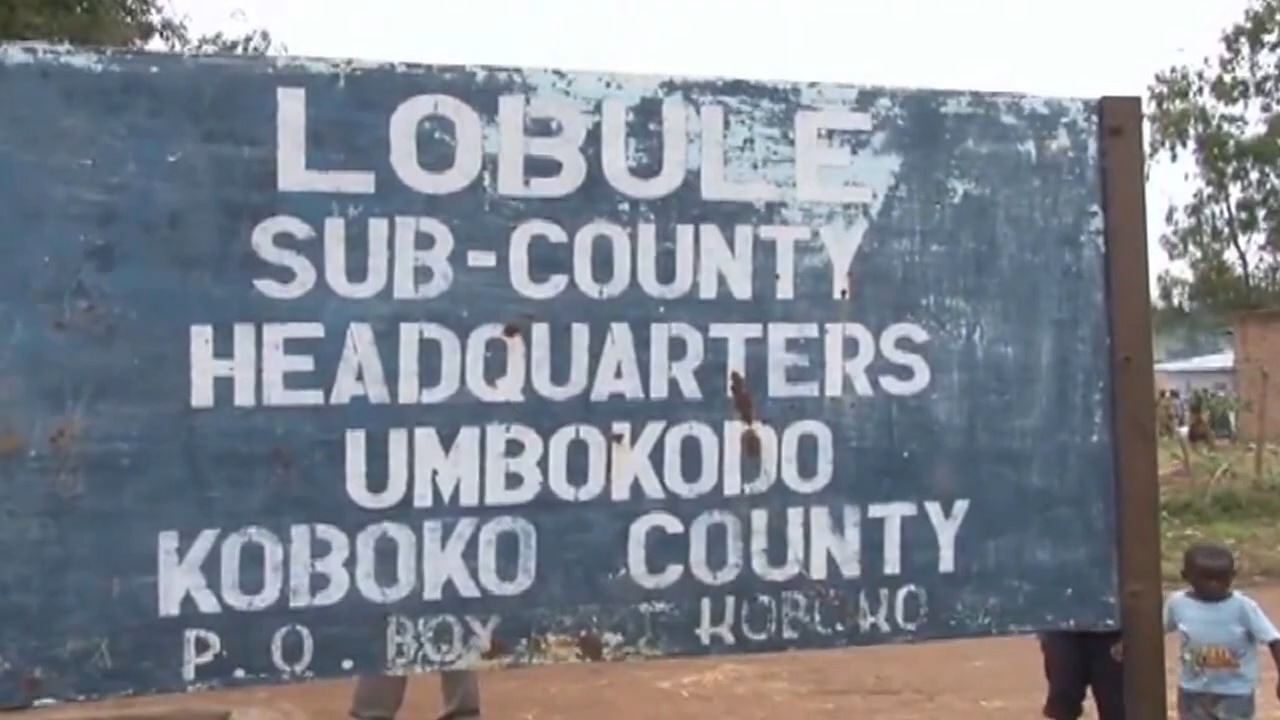 LOBULE
SUB-COUNTY
HEADQUARTERS
UMBOKODO
KOBOKO COUNTY
P.O. BOX KOBOKO